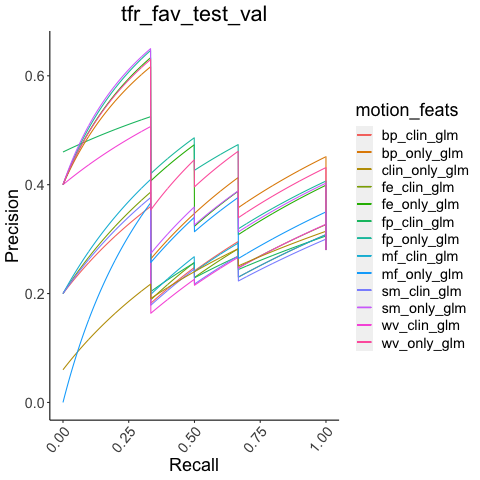 tfr_fav_test_val
Precision
0.6
0.4
0.2
0.0
0.00
0.25
0.50
0.75
1.00
Recall
motion_feats
bp_clin_glm
bp_only_glm
clin_only_glm
fe_clin_glm
fe_only_glm
fp_clin_glm
fp_only_glm
mf_clin_glm
mf_only_glm
sm_clin_glm
sm_only_glm
wv_clin_glm
wv_only_glm